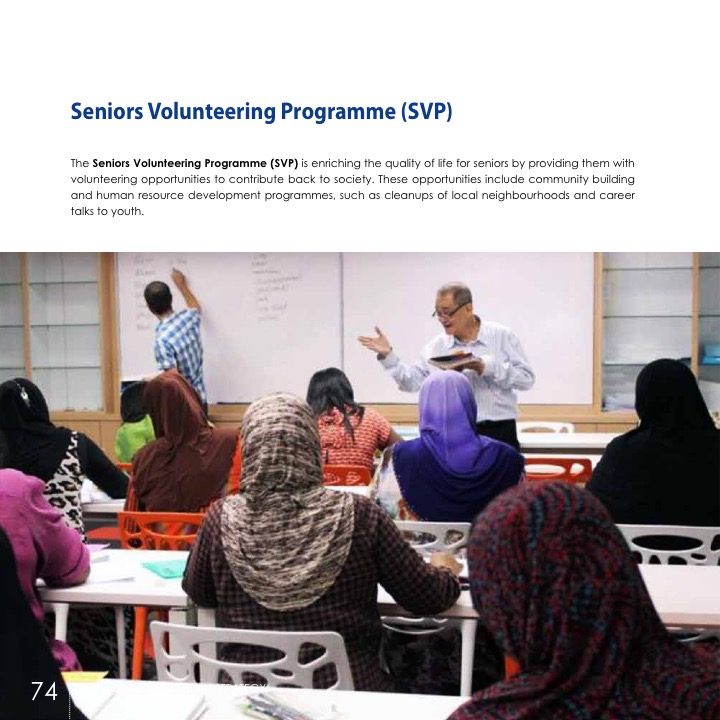 Seniors Volunteering Programme (SVP)
The Seniors Volunteering Programme (SVP) is enriching the quality of life for seniors by providing them with
volunteering opportunities to contribute back to society. These opportunities include community building
and human resource development programmes, such as cleanups of local neighbourhoods and career
talks to youth.
74